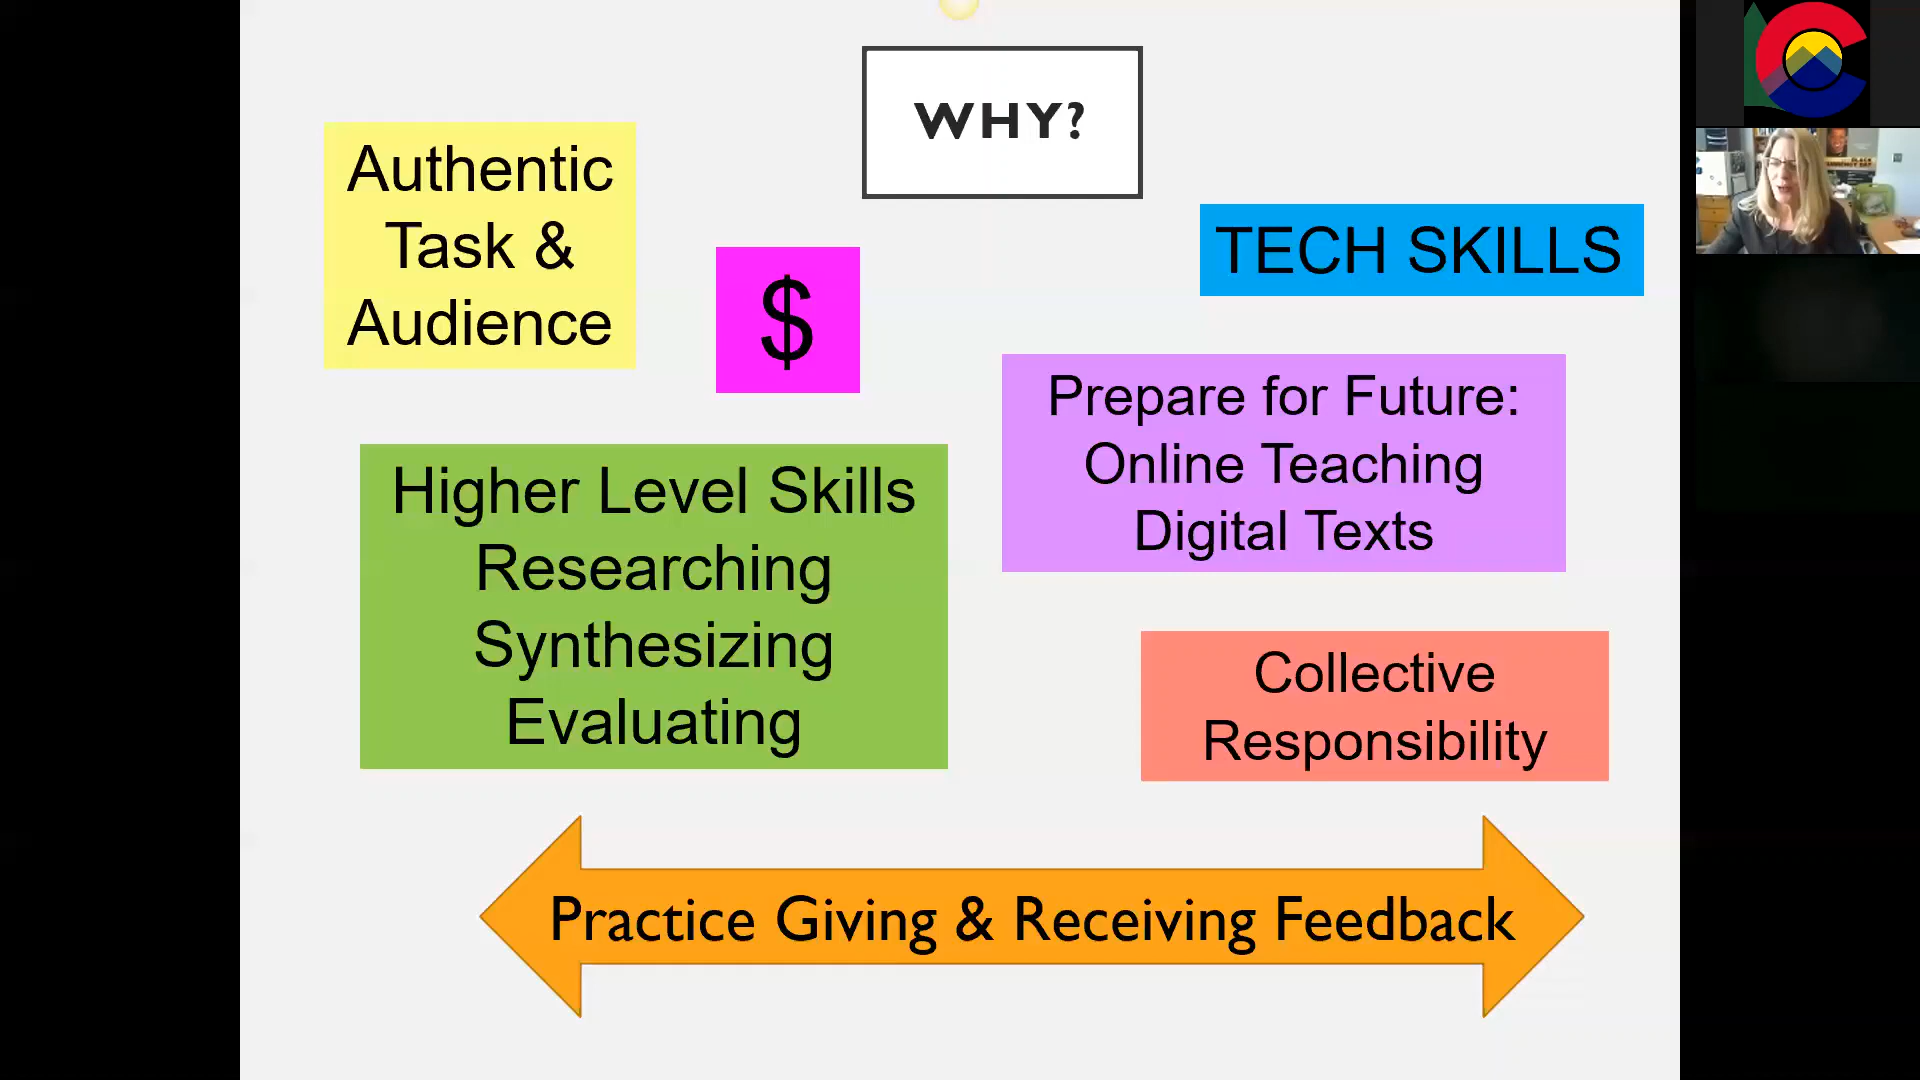 WHY?
Authentic
Task &
Audience
$
TECH SKILLS
Prepare for Future:
Online Teaching
Digital Texts
Higher Level Skills
Researching
Synthesizing
Evaluating
Collective
Responsibility
Practice Giving & Receiving Feedback